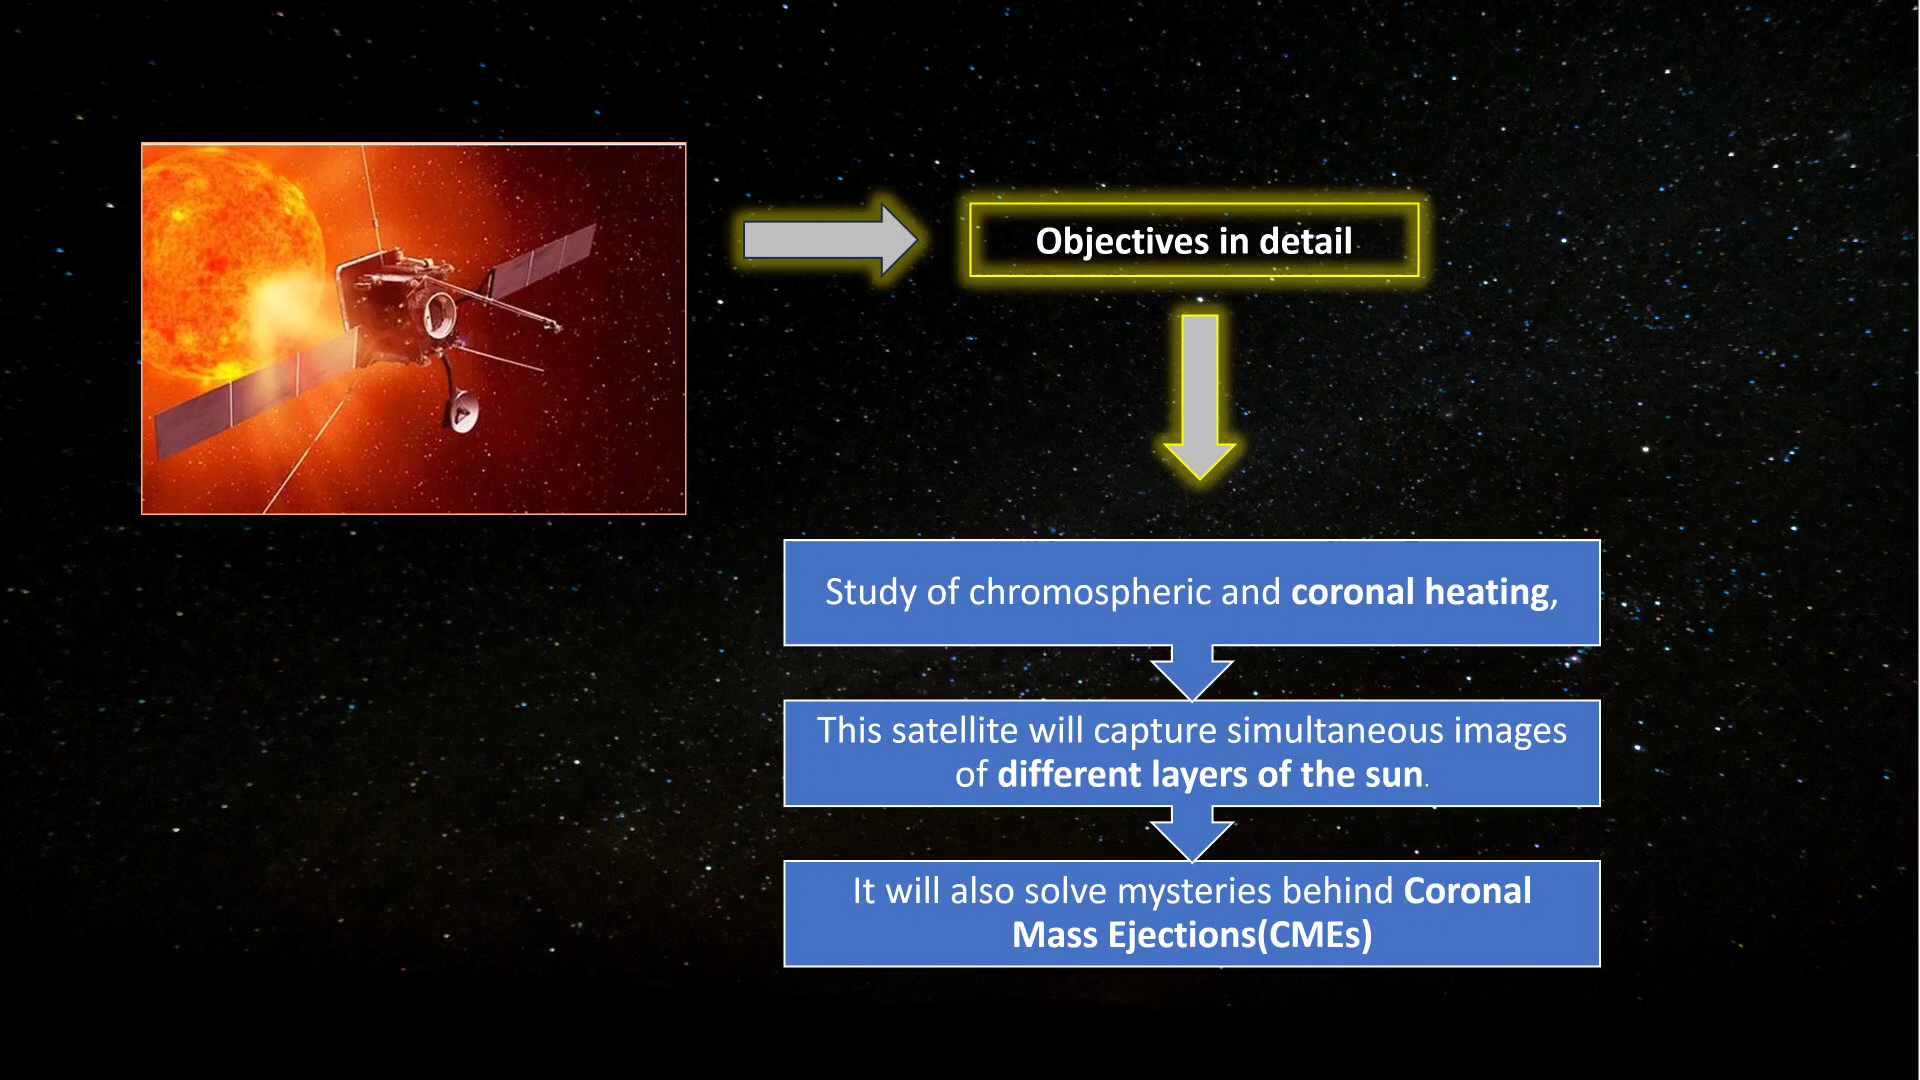 Objectives in detail
Study of chromospheric and coronal heating,
This satellite will capture simultaneous images
of different layers of the sun.
It will also solve mysteries behind Coronal
Mass Ejections(CMEs)